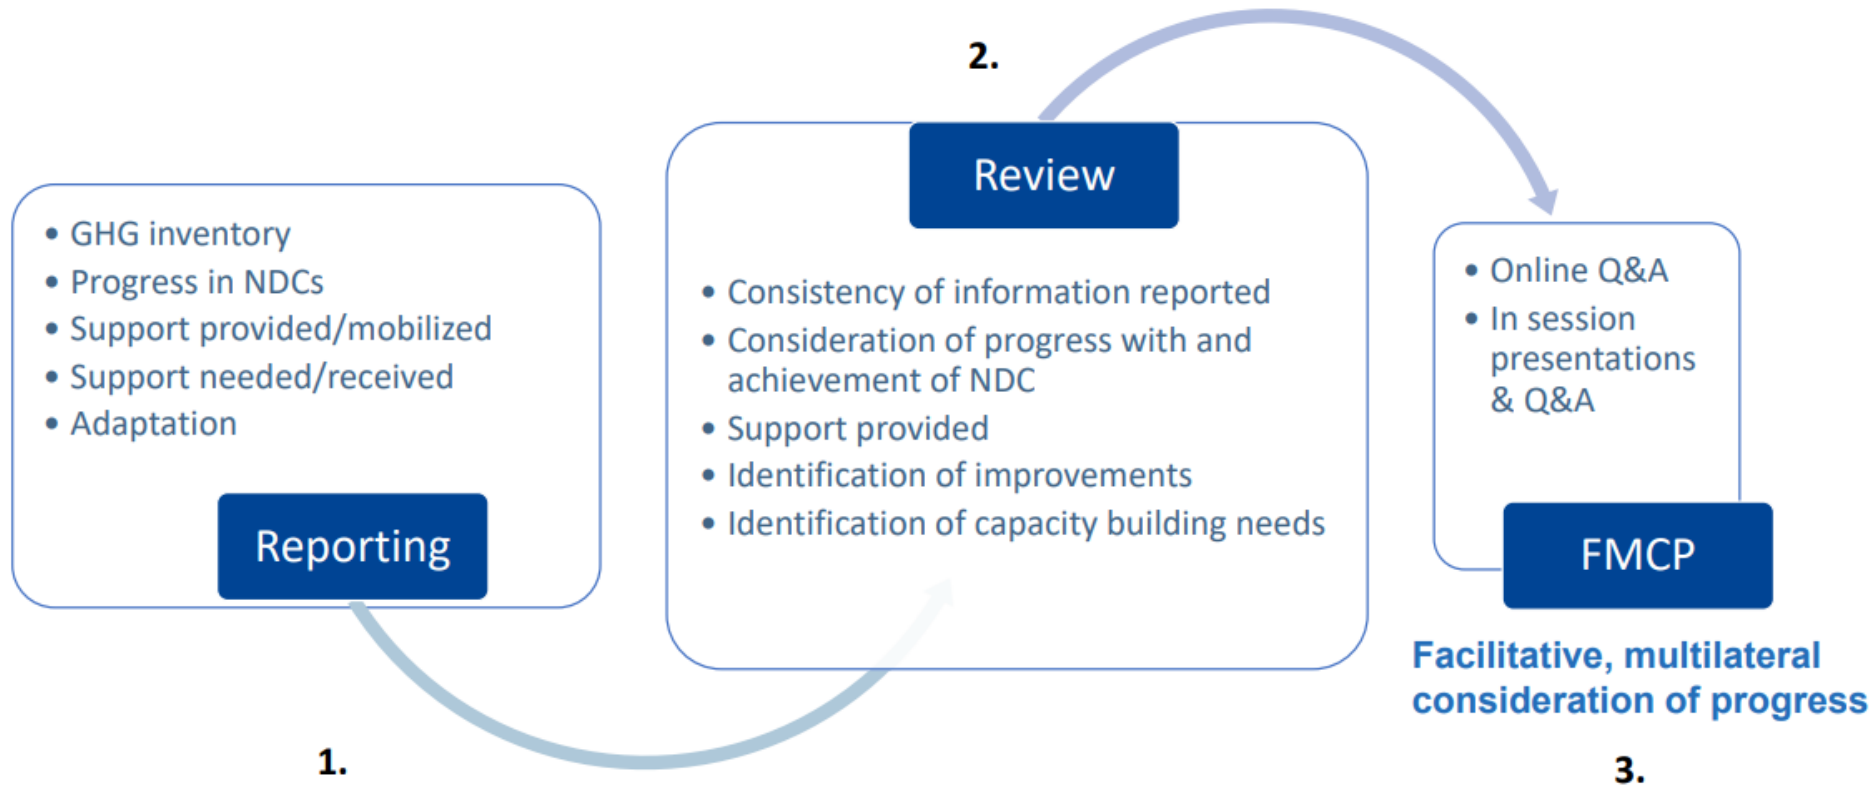 • GHG inventory
• Progress in NDCs
• Support provided/mobilized
• Support needed/received
• Adaptation
Reporting
1.
2.
Review
• Consistency of information reported
• Consideration of progress with and
achievement of NDC
• Support provided
• Identification of improvements
• Identification of capacity building needs
• Online Q&A
• In session
presentations
& Q&A
FMCP
Facilitative, multilateral
consideration of progress
3.